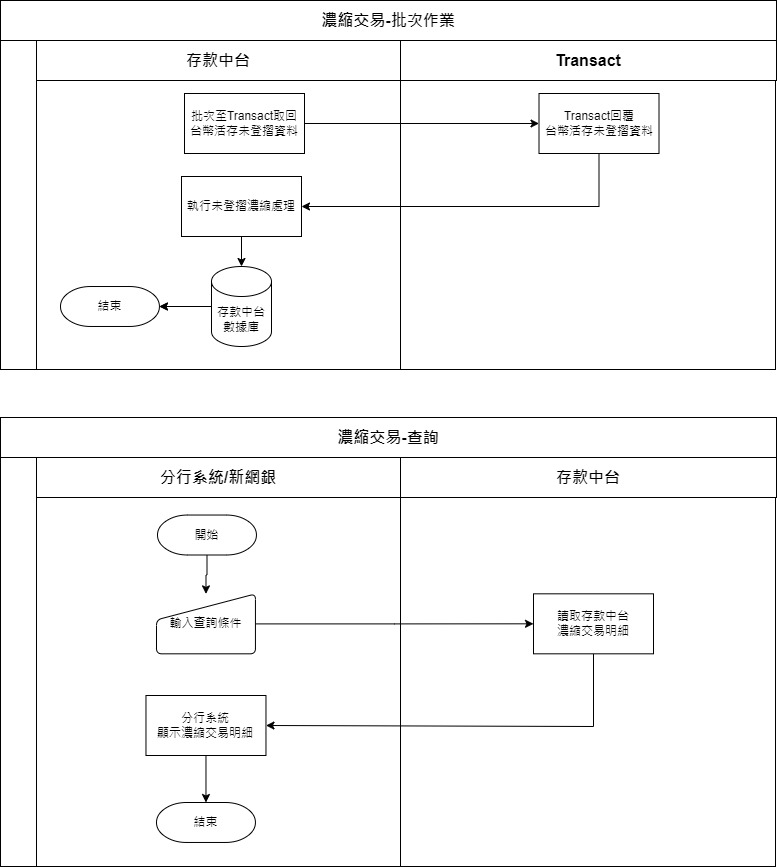 濃縮交易-批次作業
存款中台
Transact
批次至Transact取回
台幣活存未登摺資料
Transact回覆
台幣活存未登摺資料
執行未登摺濃縮處理
存款中台
數據庫
結束
濃縮交易-查詢
分行系統/新網銀
存款中台
開始
輸入查詢條件
讀取存款中台
濃縮交易明細
分行系統
顯示濃縮交易明細
結束